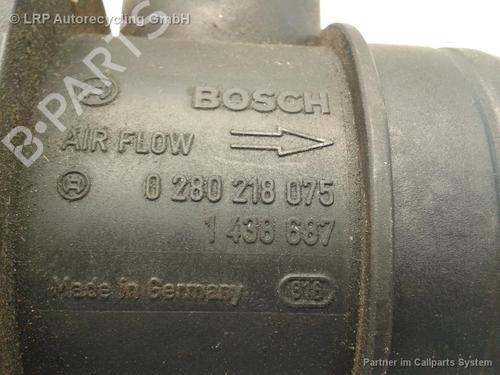 LRP Autorecycling GmbH
B-PARTS
BOSCH
AIR FLOW
0 280 218 075
1 438 687
Made in Germany
816
Partner im Callparts System